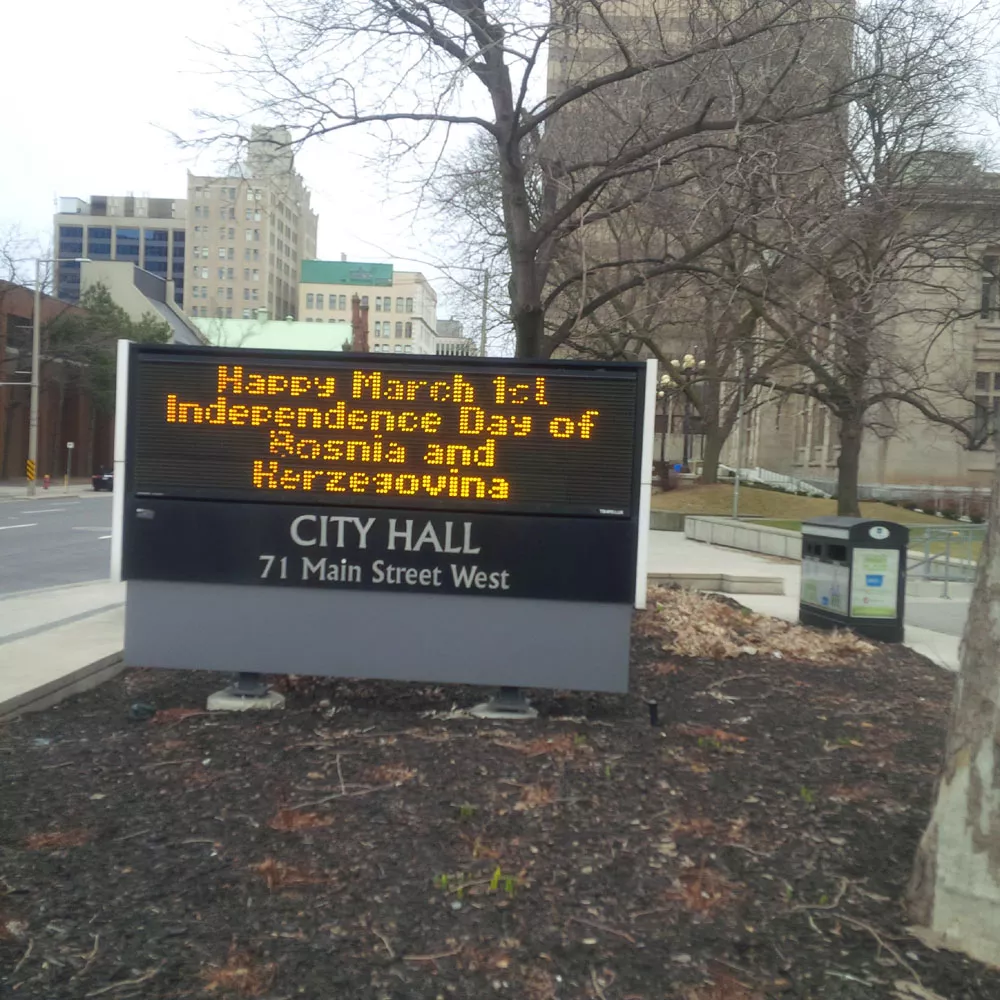 Happy March 1st
Independence Day of
Bosnia and
Herzegovina
CITY HALL
71 Main Street West